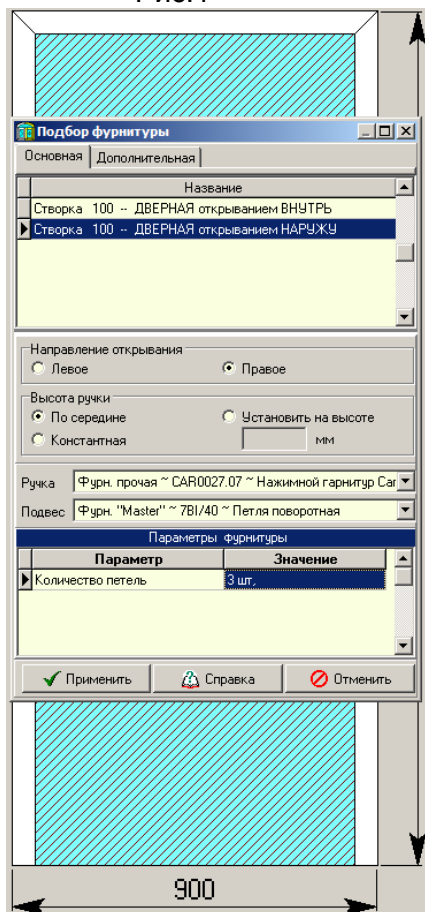 Подбор фурнитуры
Основная Дополнительная
Название
Створка 100 -- ДВЕРНАЯ открыванием ВНУТРЬ
Створка 100 -- ДВЕРНАЯ открыванием НАРУЖУ
Направление открывания
Левое Правое
Высота ручки
По середине Установить на высоте
Константная мм
Ручка Фурн. прочая ~ CAR0027.07 ~ Нажимной гарнитур Car
Подвес Фурн. "Master" ~ 7BI/40 ~ Петля поворотная
Параметры фурнитуры
Параметр Значение
Количество петель 3 шт,
Применить Справка Отменить
900